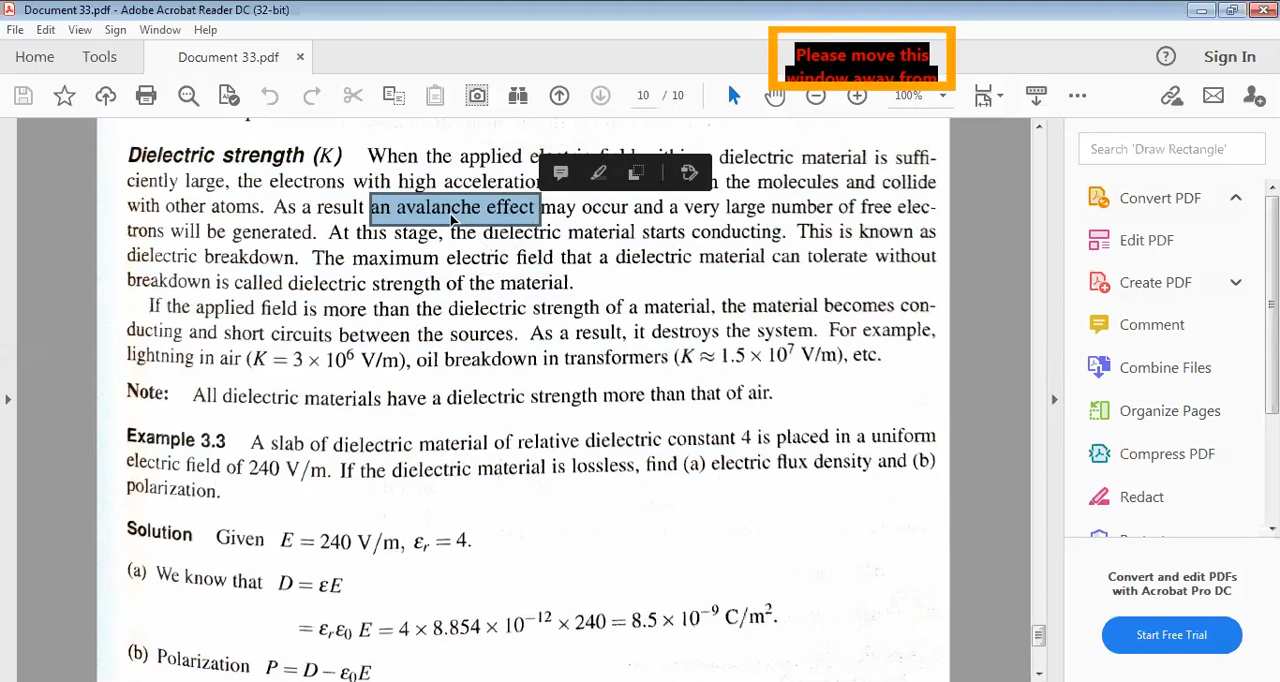 Document 33.pdf - Adobe Acrobat Reader DC (32-bit)
File Edit View Sign Window Help
Home Tools Document 33.pdf × Please move this
window away from
? Sign In
10 / 10 100%
Dielectric strength (K) When the applied dielectric material is suffi-
ciently large, the electrons with high acceleration the molecules and collide
with other atoms. As a result an avalanche effect may occur and a very large number of free elec-
trons will be generated. At this stage, the dielectric material starts conducting. This is known as
dielectric breakdown. The maximum electric field that a dielectric material can tolerate without
breakdown is called dielectric strength of the material.
If the applied field is more than the dielectric strength of a material, the material becomes con-
ducting and short circuits between the sources. As a result, it destroys the system. For example,
lightning in air (K = 3 × 10⁶ V/m), oil breakdown in transformers (K ≈ 1.5 × 10⁷ V/m), etc.
Note: All dielectric materials have a dielectric strength more than that of air.
Example 3.3 A slab of dielectric material of relative dielectric constant 4 is placed in a uniform
electric field of 240 V/m. If the dielectric material is lossless, find (a) electric flux density and (b)
polarization.
Solution Given E = 240 V/m, εr = 4.
(a) We know that D = εE
= εrε0 E = 4 × 8.854 × 10⁻¹² × 240 = 8.5 × 10⁻⁹ C/m².
(b) Polarization P = D – ε0E
Search 'Draw Rectangle'
Convert PDF
Edit PDF
Create PDF
Comment
Combine Files
Organize Pages
Compress PDF
Redact
Convert and edit PDFs
with Acrobat Pro DC
Start Free Trial